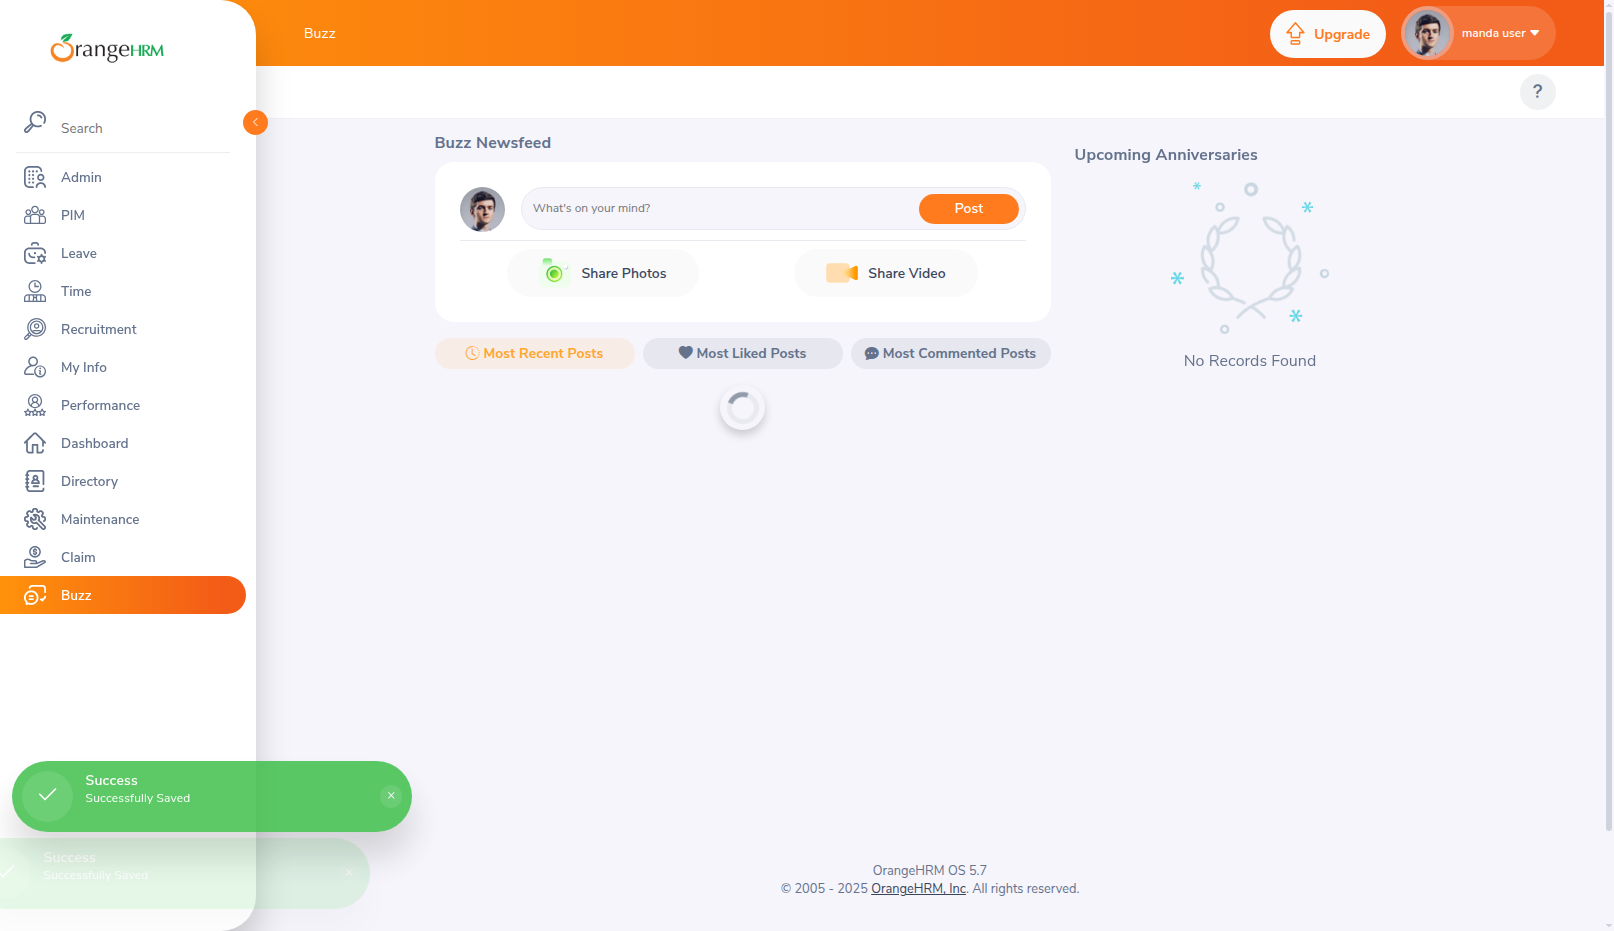 OrangeHRM
Buzz
Upgrade
manda user
?
Search
Admin
PIM
Leave
Time
Recruitment
My Info
Performance
Dashboard
Directory
Maintenance
Claim
Buzz
Buzz Newsfeed
What's on your mind?
Post
Share Photos
Share Video
Most Recent Posts
Most Liked Posts
Most Commented Posts
Upcoming Anniversaries
No Records Found
Success
Successfully Saved
Success
Successfully Saved
OrangeHRM OS 5.7
© 2005 - 2025 OrangeHRM, Inc. All rights reserved.